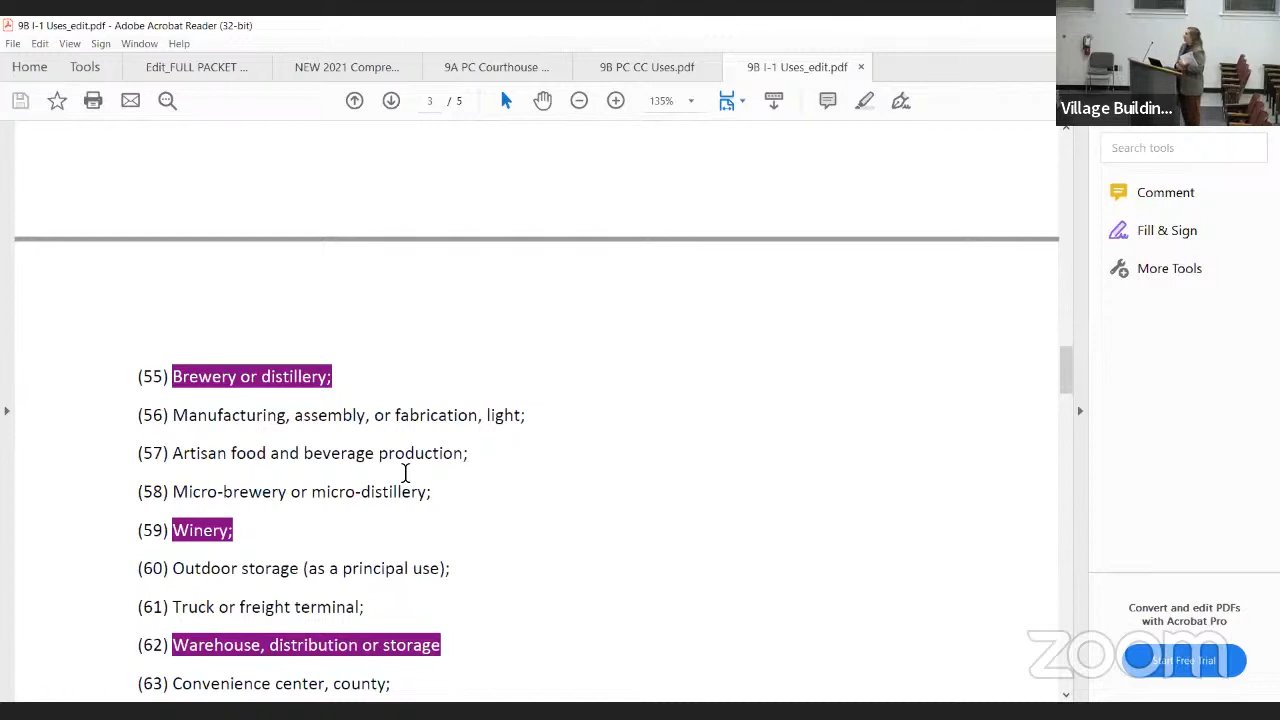 9B I-1 Uses_edit.pdf - Adobe Acrobat Reader (32-bit)
File Edit View Sign Window Help
Home Tools Edit_FULL PACKET ... NEW 2021 Compre... 9A PC Courthouse ... 9B PC CC Uses.pdf 9B I-1 Uses_edit.pdf ×
3 / 5 135%
Village Buildin...
Search tools
Comment
Fill & Sign
More Tools
(55) Brewery or distillery;
(56) Manufacturing, assembly, or fabrication, light;
(57) Artisan food and beverage production;
(58) Micro-brewery or micro-distillery;
(59) Winery;
(60) Outdoor storage (as a principal use);
(61) Truck or freight terminal;
(62) Warehouse, distribution or storage
(63) Convenience center, county;
Convert and edit PDFs
with Acrobat Pro
Start Free Trial
zoom